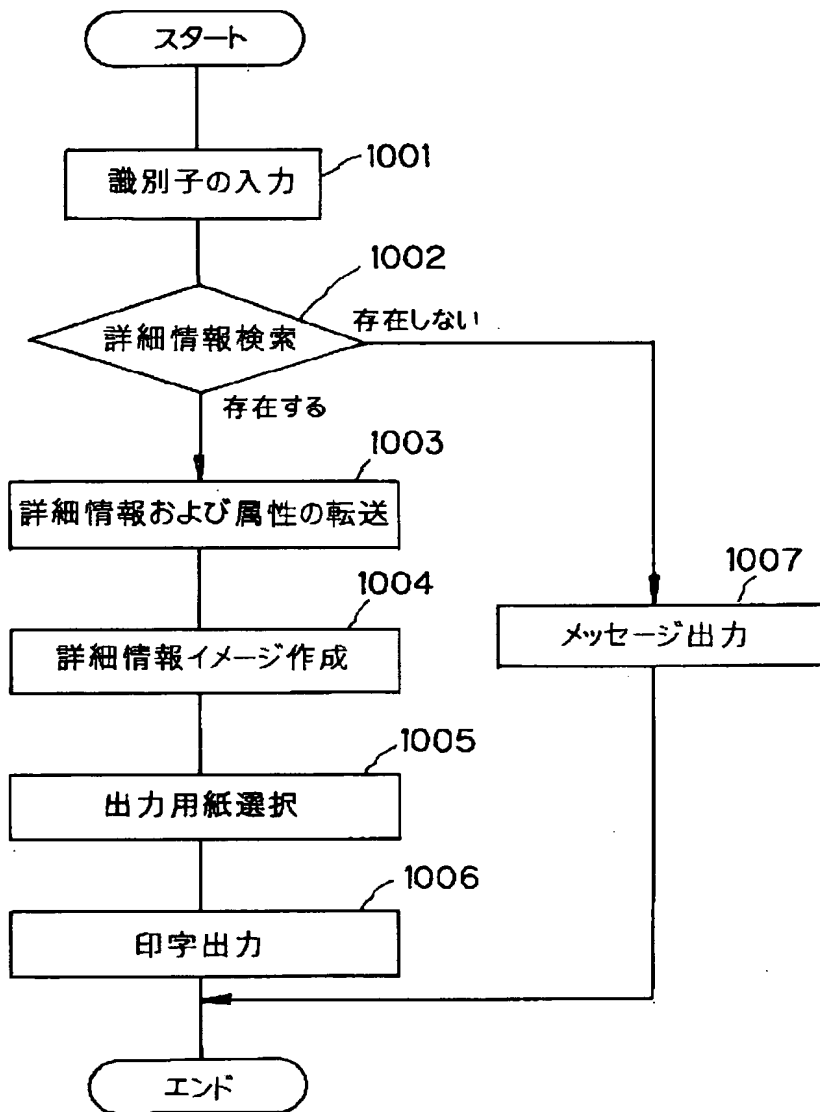 スタート
1001
識別子の入力
1002
詳細情報検索
存在しない
存在する
1003
詳細情報および属性の転送
1004
詳細情報イメージ作成
1007
メッセージ出力
1005
出力用紙選択
1006
印字出力
エンド